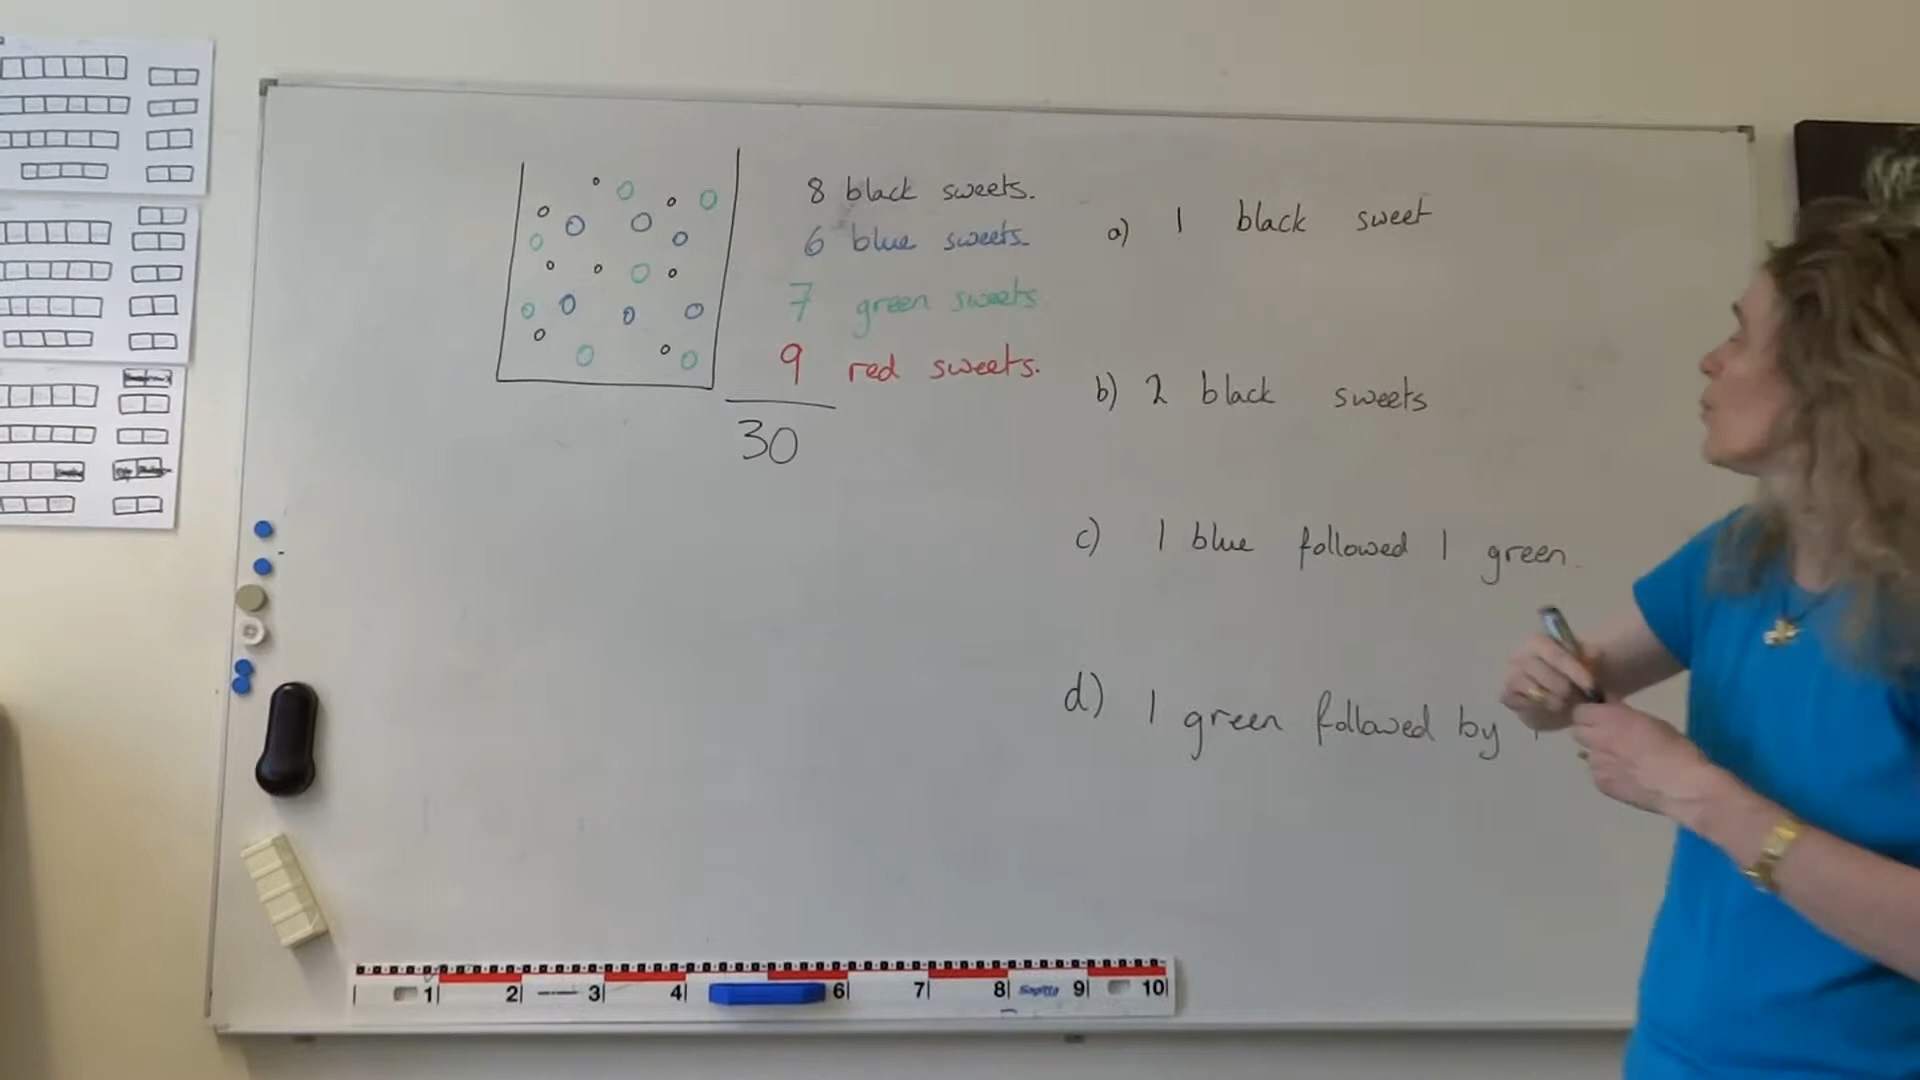 8 black sweets.
6 blue sweets.
7 green sweets
9 red sweets.
30
a) 1 black sweet
b) 2 black sweets
c) 1 blue followed 1 green.
d) 1 green followed by
1 2 3 4 6 7 8 Sagitta 9 10